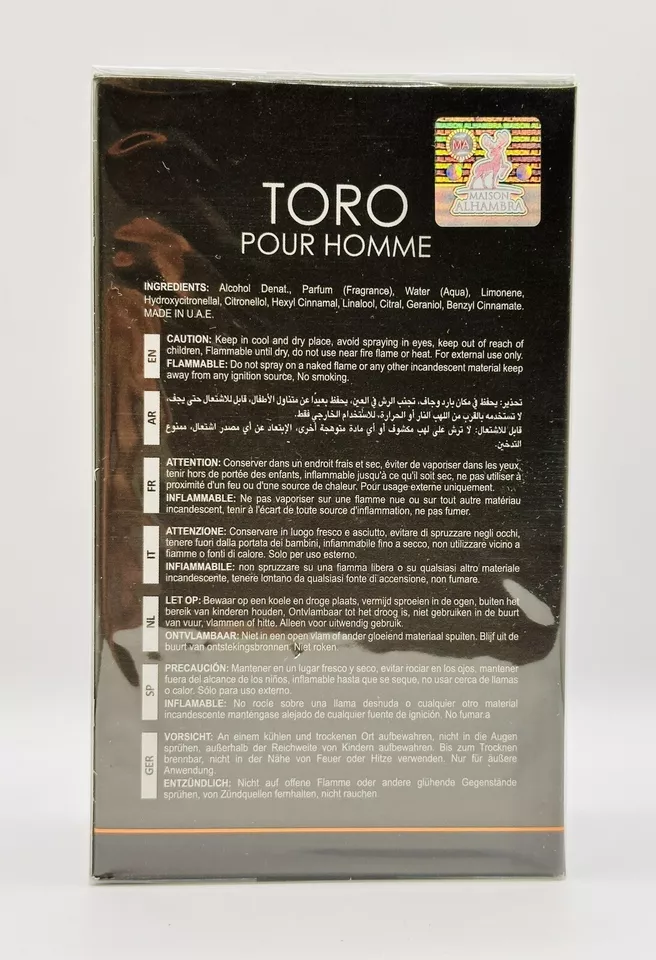 MA
MAISON
ALHAMBRA
TORO
POUR HOMME
INGREDIENTS: Alcohol Denat., Parfum (Fragrance), Water (Aqua), Limonene,
Hydroxycitronellal, Citronellol, Hexyl Cinnamal, Linalool, Citral, Geraniol, Benzyl Cinnamate.
MADE IN U.A.E.
EN
CAUTION: Keep in cool and dry place, avoid spraying in eyes, keep out of reach of
children, Flammable until dry, do not use near fire flame or heat. For external use only.
FLAMMABLE: Do not spray on a naked flame or any other incandescent material keep
away from any ignition source, No smoking.
AR
تحذير: يحفظ في مكان بارد وجاف، تجنب الرش في العين، يحفظ بعيداً عن متناول الأطفال، قابل للاشتعال حتى يجف،
لا تستخدمه بالقرب من اللهب النار أو الحرارة، للاستخدام الخارجي فقط.
قابل للاشتعال: لا ترش على لهب مكشوف أو أي مادة متوهجة أخرى، الإبتعاد عن أي مصدر اشتعال، ممنوع
التدخين.
FR
ATTENTION: Conserver dans un endroit frais et sec, éviter de vaporiser dans les yeux,
tenir hors de portée des enfants, inflammable jusqu'à ce qu'il soit sec, ne pas utiliser à
proximité d'un feu ou d'une source de chaleur. Pour usage externe uniquement.
INFLAMMABLE: Ne pas vaporiser sur une flamme nue ou sur tout autre matériau
incandescent, tenir à l'écart de toute source d'inflammation, ne pas fumer.
IT
ATTENZIONE: Conservare in luogo fresco e asciutto, evitare di spruzzare negli occhi,
tenere fuori dalla portata dei bambini, infiammabile fino a secco, non utilizzare vicino a
fiamme o fonti di calore. Solo per uso esterno.
INFIAMMABILE: non spruzzare su una fiamma libera o su qualsiasi altro materiale
incandescente, tenere lontano da qualsiasi fonte di accensione, non fumare.
NL
LET OP: Bewaar op een koele en droge plaats, vermijd sproeien in de ogen, buiten het
bereik van kinderen houden, Ontvlambaar tot het droog is, niet gebruiken in de buurt
van vuur, vlammen of hitte. Alleen voor uitwendig gebruik.
ONTVLAMBAAR: Niet in een open vlam of ander gloeiend materiaal spuiten. Blijf uit de
buurt van ontstekingsbronnen, Niet roken.
SP
PRECAUCIÓN: Mantener en un lugar fresco y seco, evitar rociar en los ojos, mantener
fuera del alcance de los niños, inflamable hasta que se seque, no usar cerca de llamas
o calor. Sólo para uso externo.
INFLAMABLE: No rocíe sobre una llama desnuda o cualquier otro material
incandescente manténgase alejado de cualquier fuente de ignición. No fumar.a
GER
VORSICHT: An einem kühlen und trockenen Ort aufbewahren, nicht in die Augen
sprühen, außerhalb der Reichweite von Kindern aufbewahren. Bis zum Trocknen
brennbar, nicht in der Nähe von Feuer oder Hitze verwenden. Nur für äußere
Anwendung.
ENTZÜNDLICH: Nicht auf offene Flamme oder andere glühende Gegenstände
sprühen, von Zündquellen fernhalten, nicht rauchen.